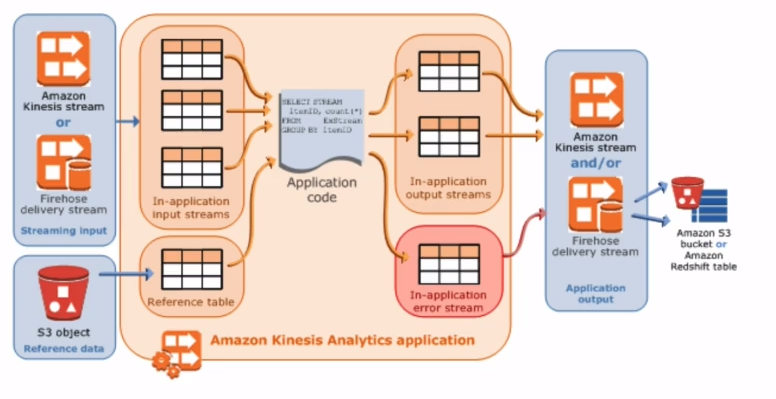 Amazon
Kinesis stream
or
Firehose
delivery stream
Streaming input
S3 object
Reference data
In-application
input streams
Reference table
SELECT STREAM
ItemID, count(*)
FROM ExStream
GROUP BY ItemID
Application
code
In-application
output streams
In-application
error stream
Amazon Kinesis Analytics application
Amazon
Kinesis stream
and/or
Firehose
delivery stream
Application
output
Amazon S3
bucket or
Amazon
Redshift table